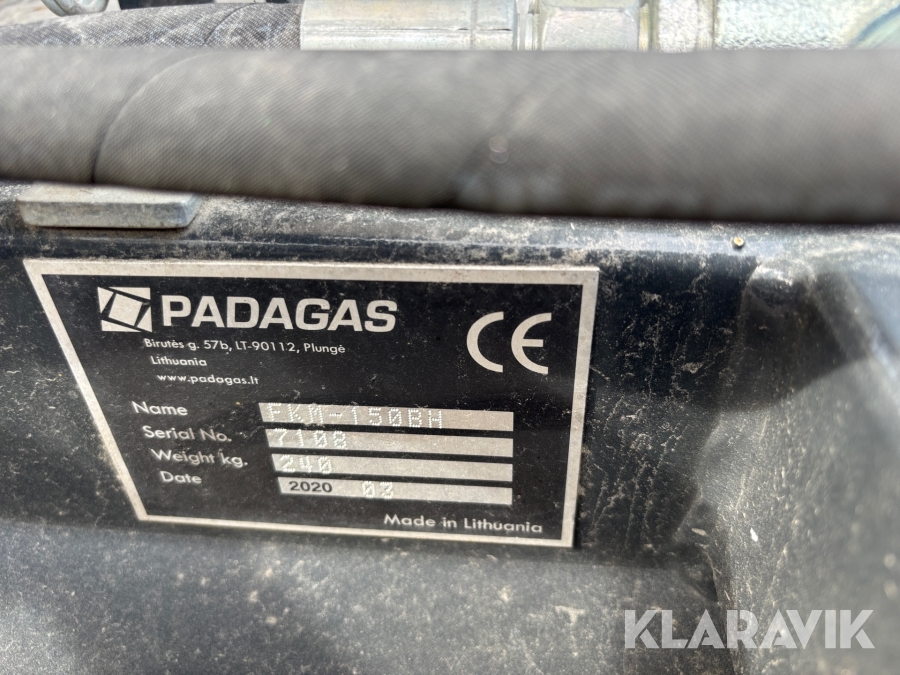 PADAGAS
Birutės g. 57b, LT-90112, Plungė
Lithuania
www.padagas.lt
CE
Name FKM-150BH
Serial No. 7108
Weight kg. 240
Date 2020 03
Made in Lithuania
KLARAVIK